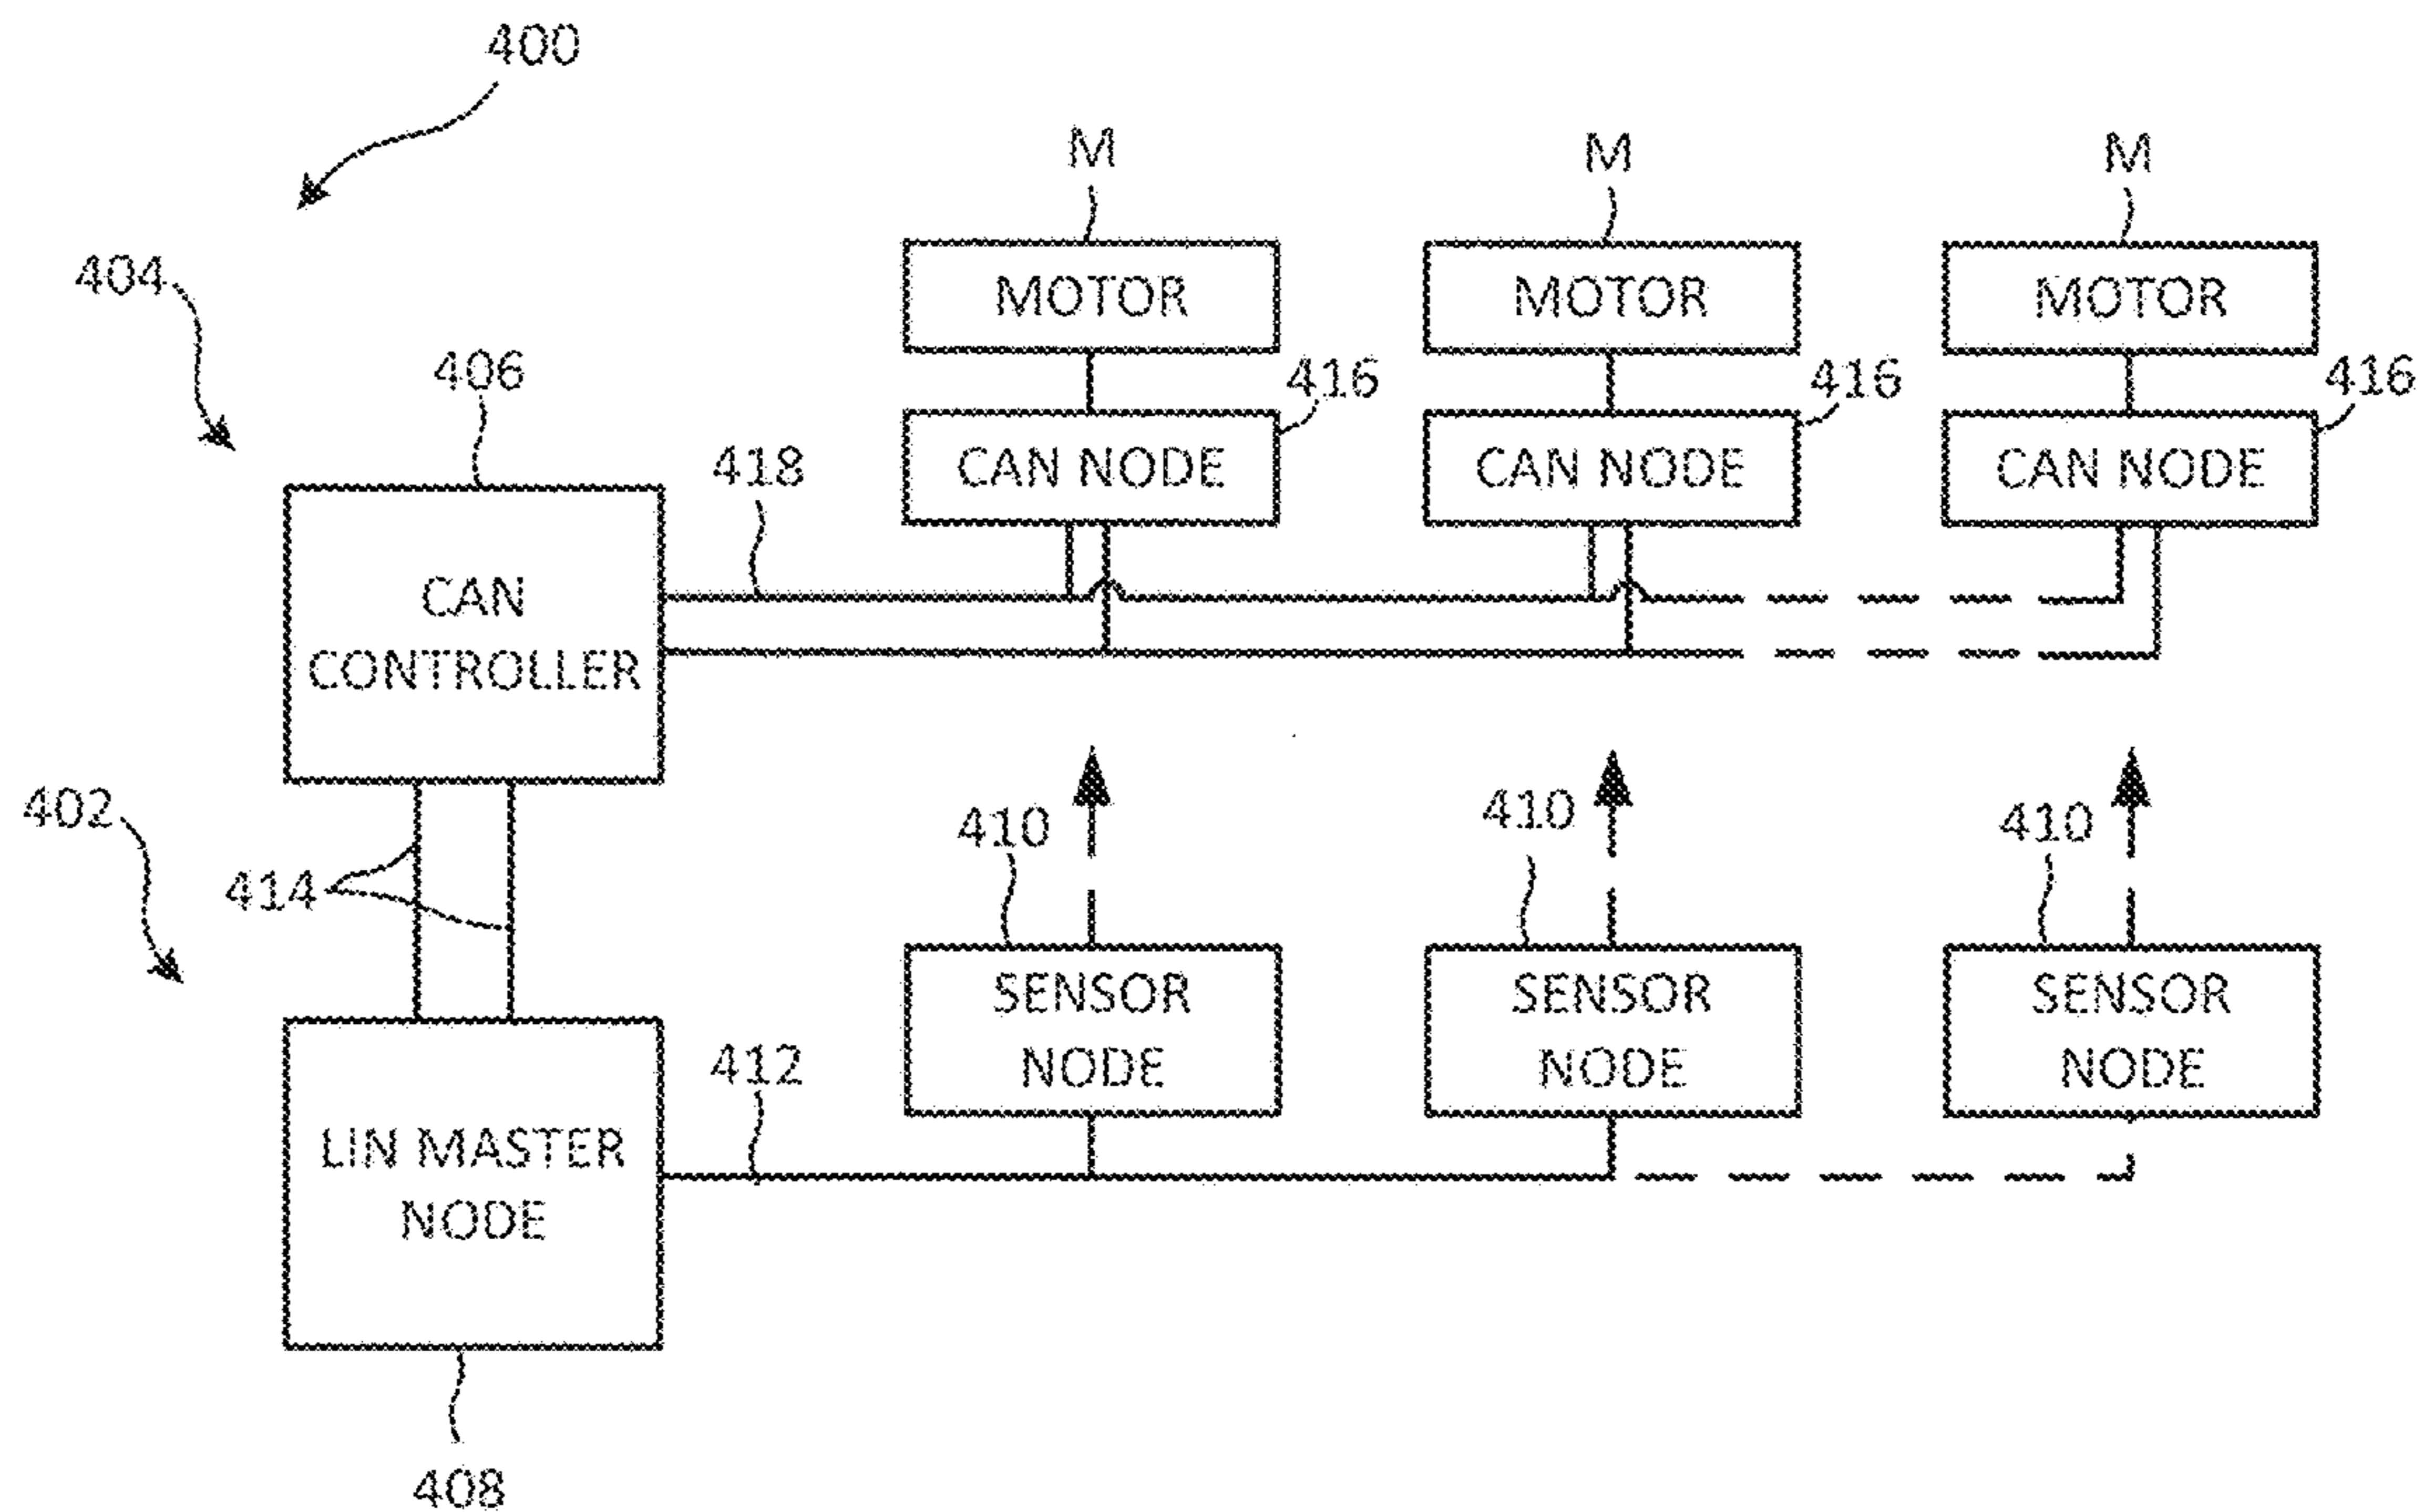 400
M
M
M
404
MOTOR
MOTOR
MOTOR
406
416
416
416
418
CAN NODE
CAN NODE
CAN NODE
CAN
CONTROLLER
402
410
410
410
414
SENSOR
NODE
SENSOR
NODE
SENSOR
NODE
412
LIN MASTER
NODE
408